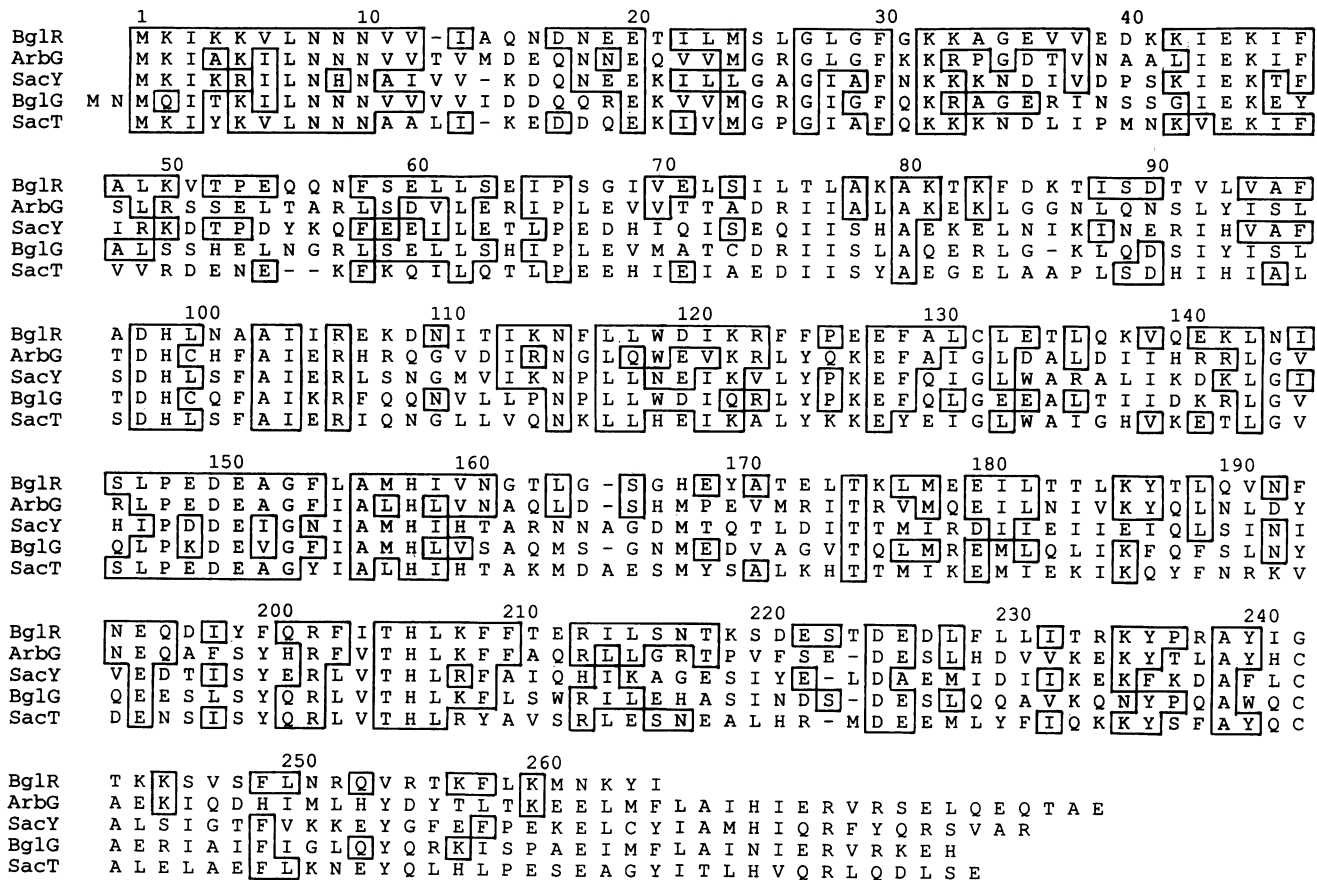 1 10 20 30 40
BglR M K I K K V L N N N V V - I A Q N D N E E T I L M S L G L G F G K K A G E V V E D K K I E K I F
ArbG M K I A K I L N N N V V T V M D E Q N N E Q V V M G R G L G F K K R P G D T V N A A L I E K I F
SacY M K I K R I L N H N A I V V - K D Q N E E K I L L G A G I A F N K K K N D I V D P S K I E K T F
BglG M N M Q I T K I L N N N V V V V I D D Q Q R E K V V M G R G I G F Q K R A G E R I N S S G I E K E Y
SacT M K I Y K V L N N N A A L I - K E D D Q E K I V M G P G I A F Q K K K N D L I P M N K V E K I F
50 60 70 80 90
BglR A L K V T P E Q Q N F S E L L S E I P S G I V E L S I L T L A K A K T K F D K T I S D T V L V A F
ArbG S L R S S E L T A R L S D V L E R I P L E V V T T A D R I I A L A K E K L G G N L Q N S L Y I S L
SacY I R K D T P D Y K Q F E E I L E T L P E D H I Q I S E Q I I S H A E K E L N I K I N E R I H V A F
BglG A L S S H E L N G R L S E L L S H I P L E V M A T C D R I I S L A Q E R L G - K L Q D S I Y I S L
SacT V V R D E N E - - K F K Q I L Q T L P E E H I E I A E D I I S Y A E G E L A A P L S D H I H I A L
100 110 120 130 140
BglR A D H L N A A I I R E K D N I T I K N F L L W D I K R F F P E E F A L C L E T L Q K V Q E K L N I
ArbG T D H C H F A I E R H R Q G V D I R N G L Q W E V K R L Y Q K E F A I G L D A L D I I H R R L G V
SacY S D H L S F A I E R L S N G M V I K N P L L N E I K V L Y P K E F Q I G L W A R A L I K D K L G I
BglG T D H C Q F A I K R F Q Q N V L L P N P L L W D I Q R L Y P K E F Q L G E E A L T I I D K R L G V
SacT S D H L S F A I E R I Q N G L L V Q N K L L H E I K A L Y K K E Y E I G L W A I G H V K E T L G V
150 160 170 180 190
BglR S L P E D E A G F L A M H I V N G T L G - S G H E Y A T E L T K L M E E I L T T L K Y T L Q V N F
ArbG R L P E D E A G F I A L H L V N A Q L D - S H M P E V M R I T R V M Q E I L N I V K Y Q L N L D Y
SacY H I P D D E I G N I A M H I H T A R N N A G D M T Q T L D I T T M I R D I I E I I E I Q L S I N I
BglG Q L P K D E V G F I A M H L V S A Q M S - G N M E D V A G V T Q L M R E M L Q L I K F Q F S L N Y
SacT S L P E D E A G Y I A L H I H T A K M D A E S M Y S A L K H T T M I K E M I E K I K Q Y F N R K V
200 210 220 230 240
BglR N E Q D I Y F Q R F I T H L K F F T E R I L S N T K S D E S T D E D L F L L I T R K Y P R A Y I G
ArbG N E Q A F S Y H R F V T H L K F F A Q R L L G R T P V F S E - D E S L H D V V K E K Y T L A Y H C
SacY V E D T I S Y E R L V T H L R F A I Q H I K A G E S I Y E - L D A E M I D I I K E K F K D A F L C
BglG Q E E S L S Y Q R L V T H L K F L S W R I L E H A S I N D S - D E S L Q Q A V K Q N Y P Q A W Q C
SacT D E N S I S Y Q R L V T H L R Y A V S R L E S N E A L H R - M D E E M L Y F I Q K K Y S F A Y Q C
250 260
BglR T K K S V S F L N R Q V R T K F L K M N K Y I
ArbG A E K I Q D H I M L H Y D Y T L T K E E L M F L A I H I E R V R S E L Q E Q T A E
SacY A L S I G T F V K K E Y G F E F P E K E L C Y I A M H I Q R F Y Q R S V A R
BglG A E R I A I F I G L Q Y Q R K I S P A E I M F L A I N I E R V R K E H
SacT A L E L A E F L K N E Y Q L H L P E S E A G Y I T L H V Q R L Q D L S E